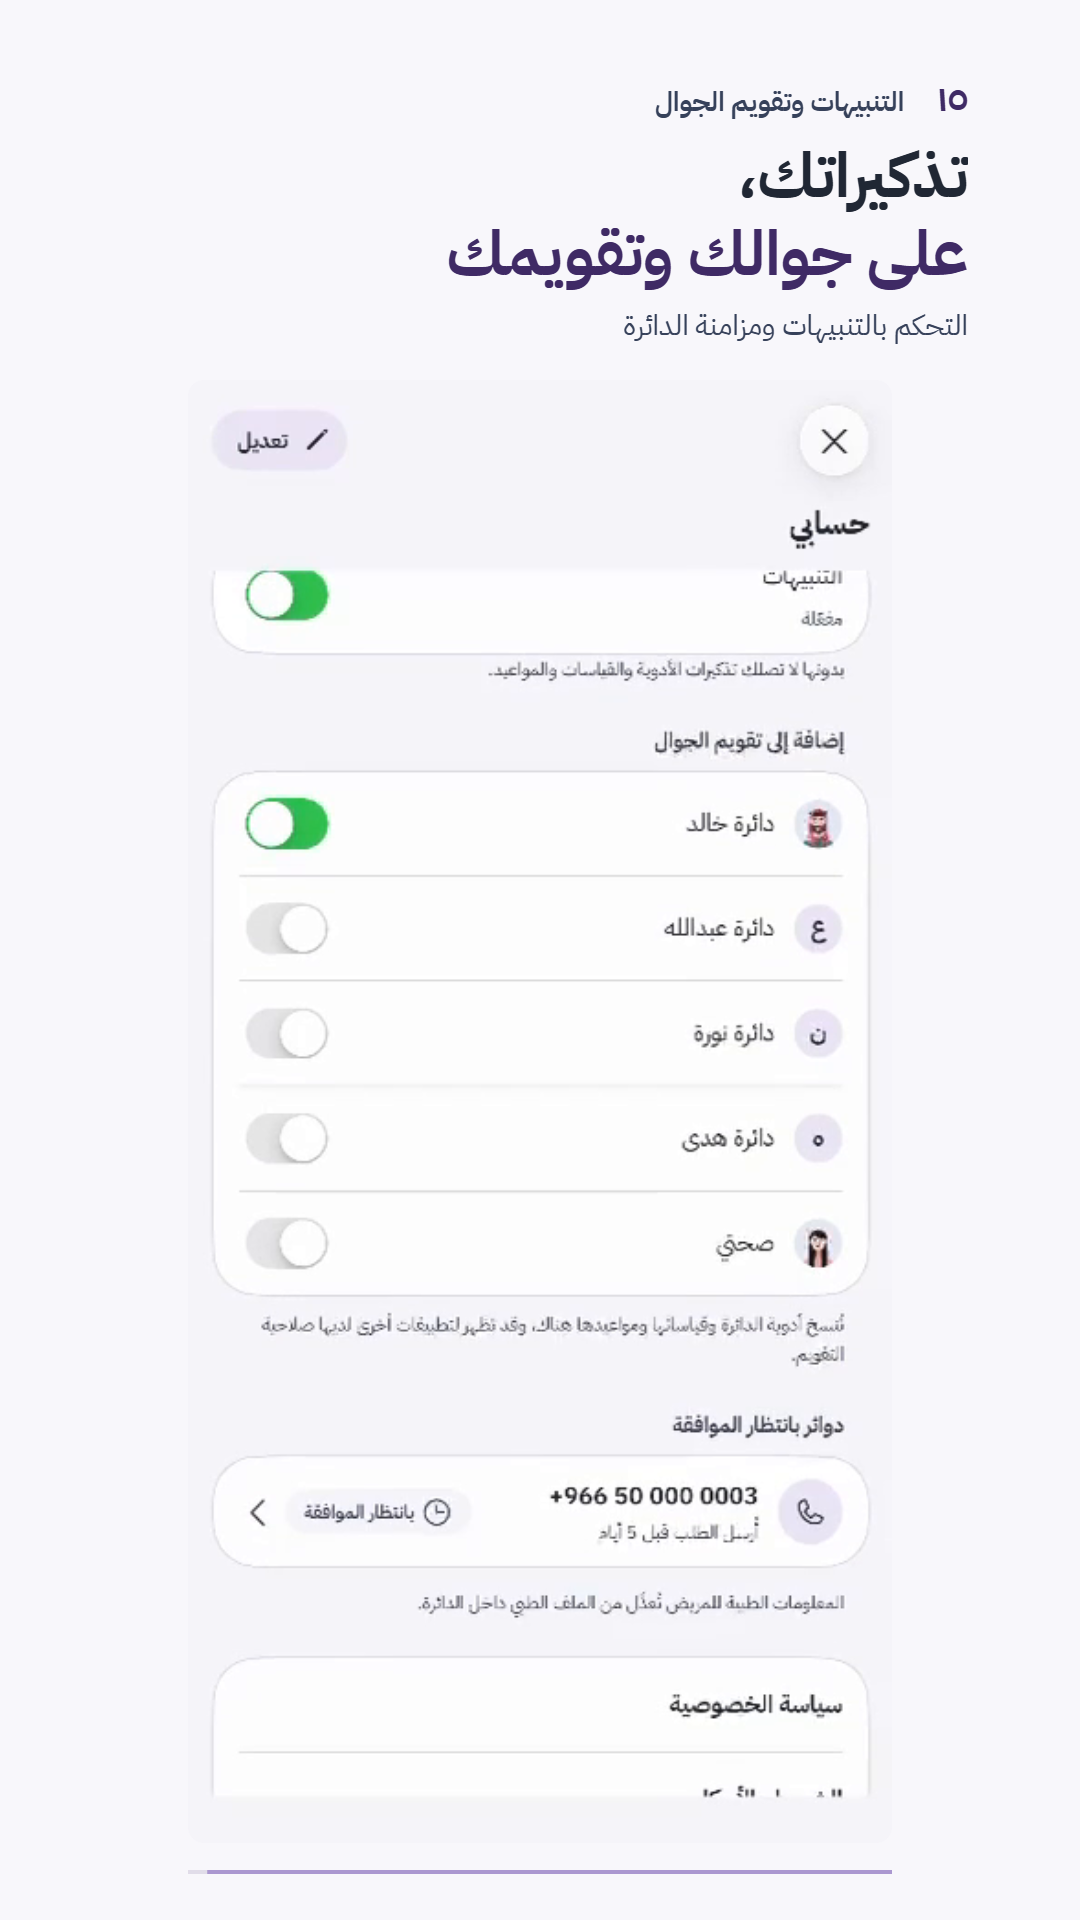 ١٥ التنبيهات وتقويم الجوال
تذكيراتك،
على جوالك وتقويمك
التحكم بالتنبيهات ومزامنة الدائرة
تعديل
حسابي
التنبيهات
مفعّلة
بدونها لا تصلك تذكيرات الأدوية والقياسات والمواعيد.
إضافة إلى تقويم الجوال
دائرة خالد
ع دائرة عبدالله
ن دائرة نورة
ه دائرة هدى
صحتي
تُنسخ أدوية الدائرة وقياساتها ومواعيدها هناك، وقد تظهر لتطبيقات أخرى لديها صلاحية
التقويم.
دوائر بانتظار الموافقة
+966 50 000 0003
بانتظار الموافقة
أُرسل الطلب قبل 5 أيام
المعلومات الطبية للمريض تُعدَّل من الملف الطبي داخل الدائرة.
سياسة الخصوصية